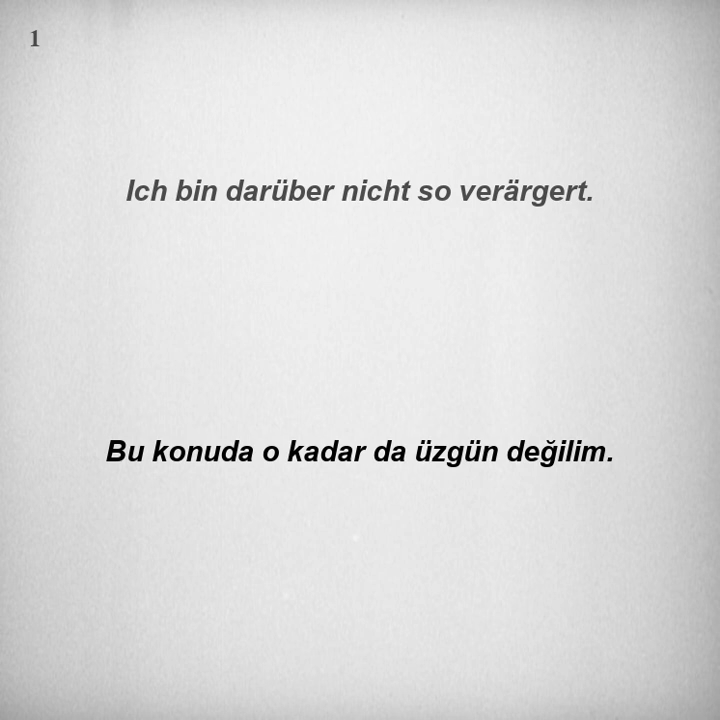 1
Ich bin darüber nicht so verärgert.
Bu konuda o kadar da üzgün değilim.